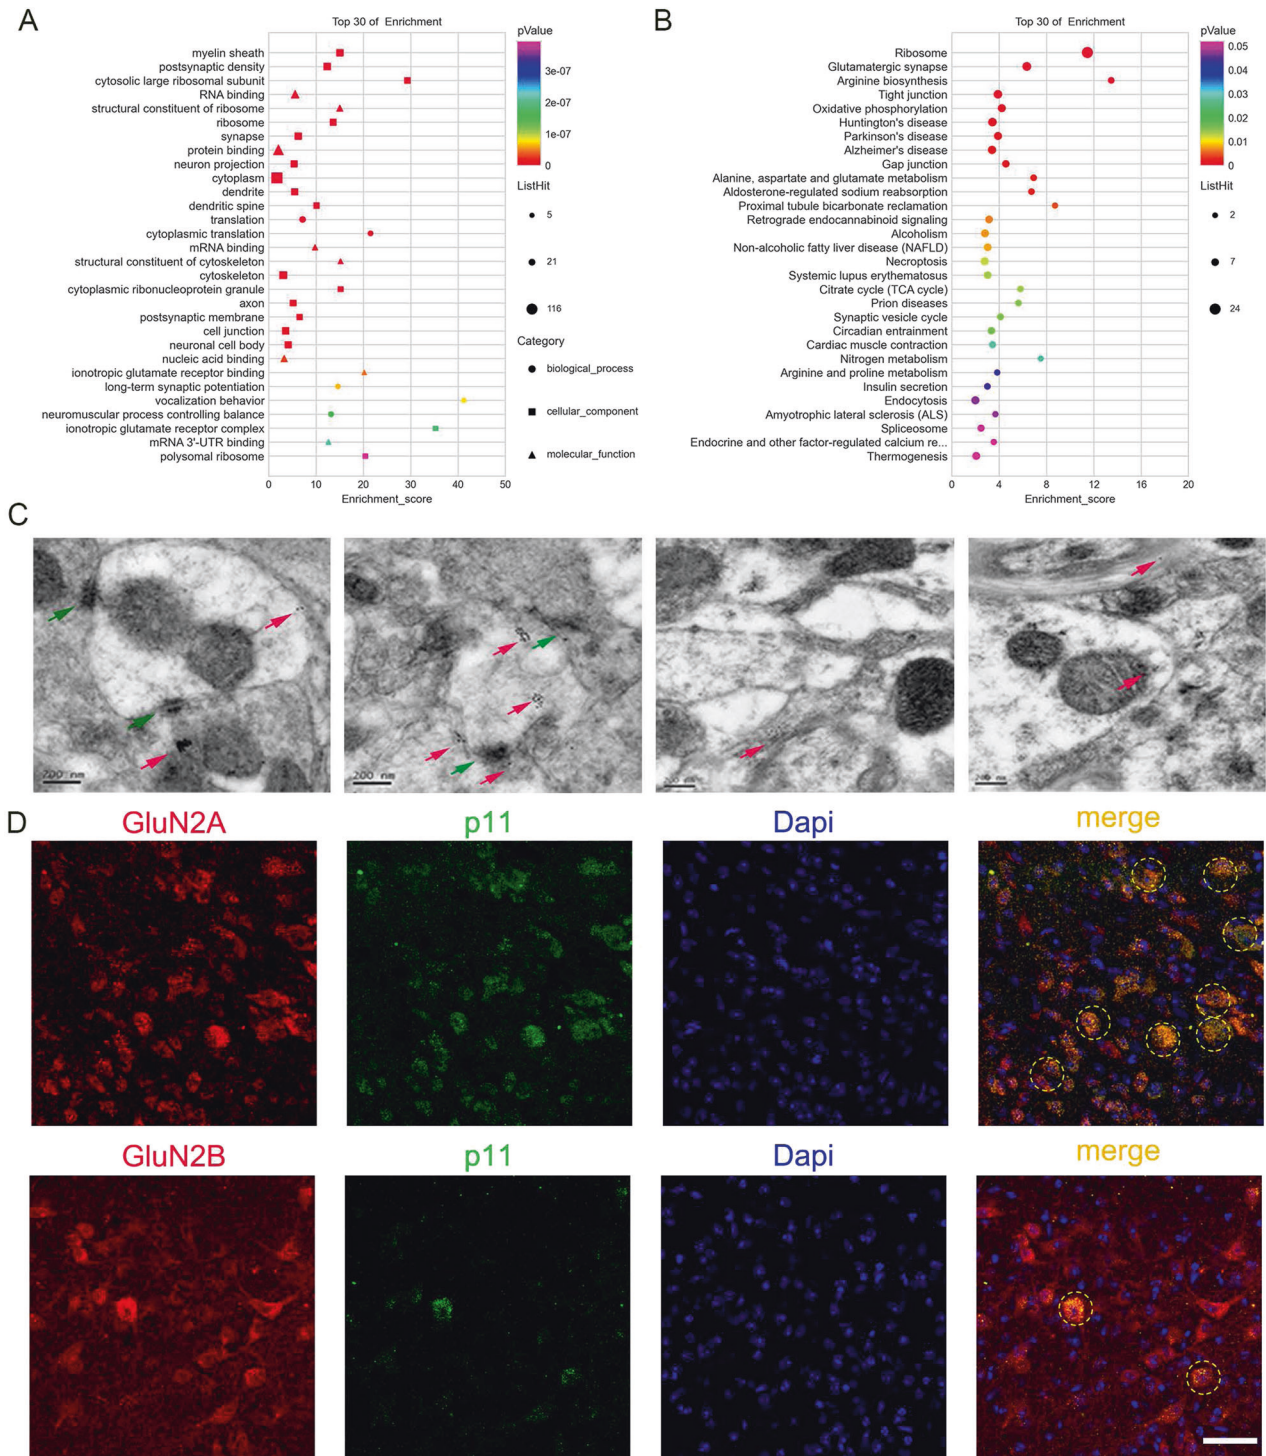 A
Top 30 of Enrichment
myelin sheath
postsynaptic density
cytosolic large ribosomal subunit
RNA binding
structural constituent of ribosome
ribosome
synapse
protein binding
neuron projection
cytoplasm
dendrite
dendritic spine
translation
cytoplasmic translation
mRNA binding
structural constituent of cytoskeleton
cytoskeleton
cytoplasmic ribonucleoprotein granule
axon
postsynaptic membrane
cell junction
neuronal cell body
nucleic acid binding
ionotropic glutamate receptor binding
long-term synaptic potentiation
vocalization behavior
neuromuscular process controlling balance
ionotropic glutamate receptor complex
mRNA 3'-UTR binding
polysomal ribosome
0 10 20 30 40 50
Enrichment_score
pValue
3e-07
2e-07
1e-07
0
ListHit
5
21
116
Category
biological_process
cellular_component
molecular_function
B
Top 30 of Enrichment
Ribosome
Glutamatergic synapse
Arginine biosynthesis
Tight junction
Oxidative phosphorylation
Huntington's disease
Parkinson's disease
Alzheimer's disease
Gap junction
Alanine, aspartate and glutamate metabolism
Aldosterone-regulated sodium reabsorption
Proximal tubule bicarbonate reclamation
Retrograde endocannabinoid signaling
Alcoholism
Non-alcoholic fatty liver disease (NAFLD)
Necroptosis
Systemic lupus erythematosus
Citrate cycle (TCA cycle)
Prion diseases
Synaptic vesicle cycle
Circadian entrainment
Cardiac muscle contraction
Nitrogen metabolism
Arginine and proline metabolism
Insulin secretion
Endocytosis
Amyotrophic lateral sclerosis (ALS)
Spliceosome
Endocrine and other factor-regulated calcium re...
Thermogenesis
0 4 8 12 16 20
Enrichment_score
pValue
0.05
0.04
0.03
0.02
0.01
0
ListHit
2
7
24
C
200 nm
200 nm
200 nm
200 nm
D
GluN2A p11 Dapi merge
GluN2B p11 Dapi merge